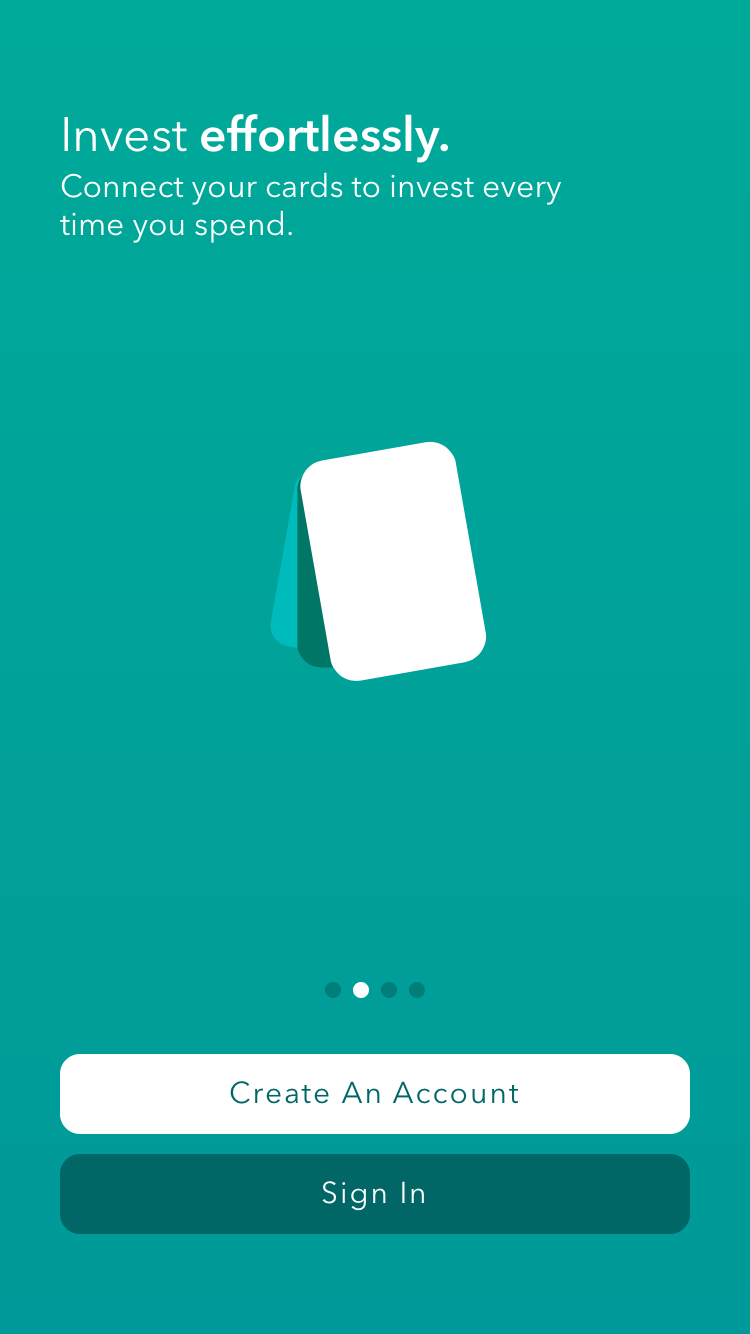 Invest effortlessly.
Connect your cards to invest every
time you spend.
Create An Account
Sign In